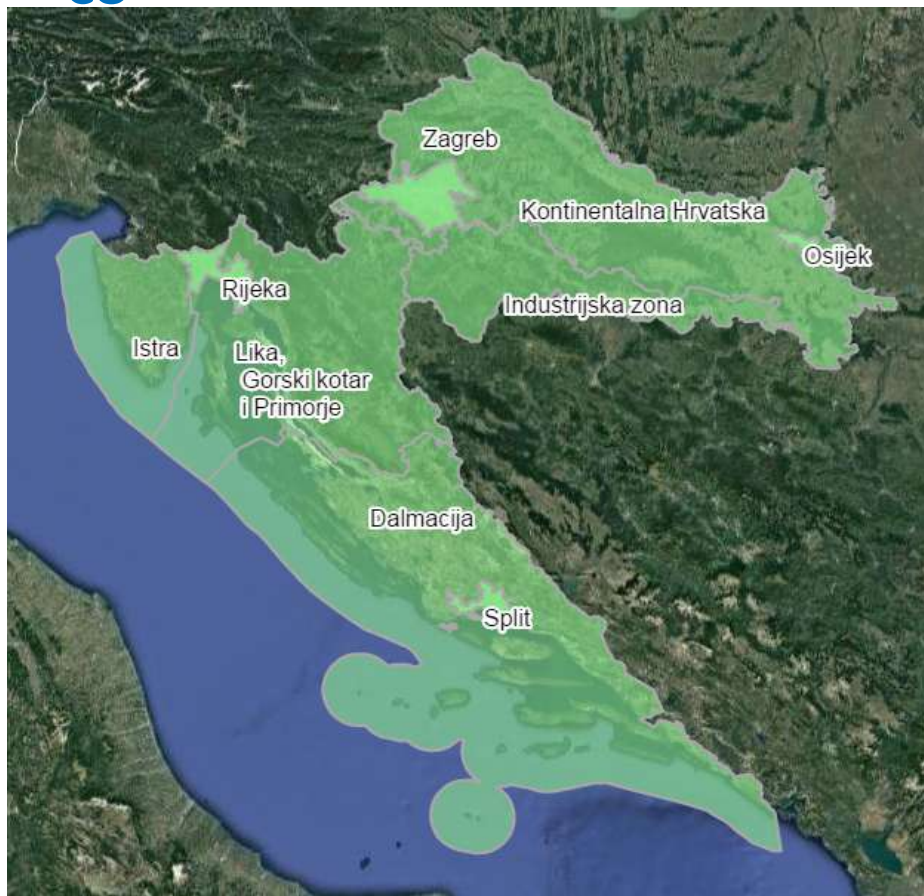 Zagreb
Kontinentalna Hrvatska
Osijek
Rijeka
Industrijska zona
Istra
Lika,
Gorski kotar
i Primorje
Dalmacija
Split